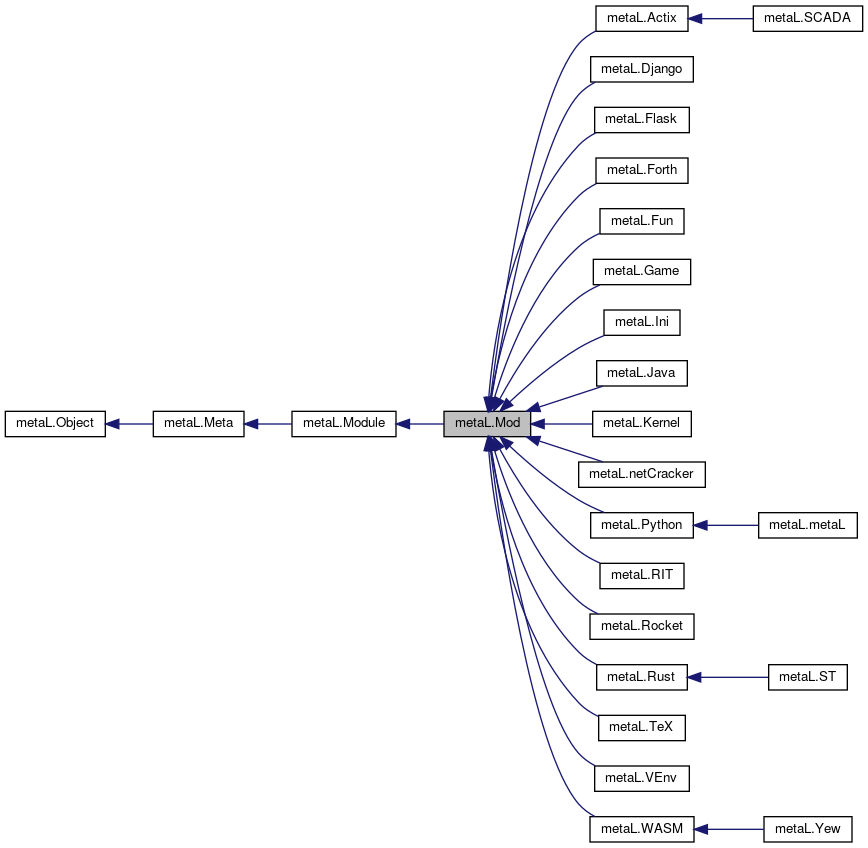 metaL.Actix
metaL.SCADA
metaL.Django
metaL.Flask
metaL.Forth
metaL.Fun
metaL.Game
metaL.Ini
metaL.Java
metaL.Object
metaL.Meta
metaL.Module
metaL.Mod
metaL.Kernel
metaL.netCracker
metaL.Python
metaL.metaL
metaL.RIT
metaL.Rocket
metaL.Rust
metaL.ST
metaL.TeX
metaL.VEnv
metaL.WASM
metaL.Yew